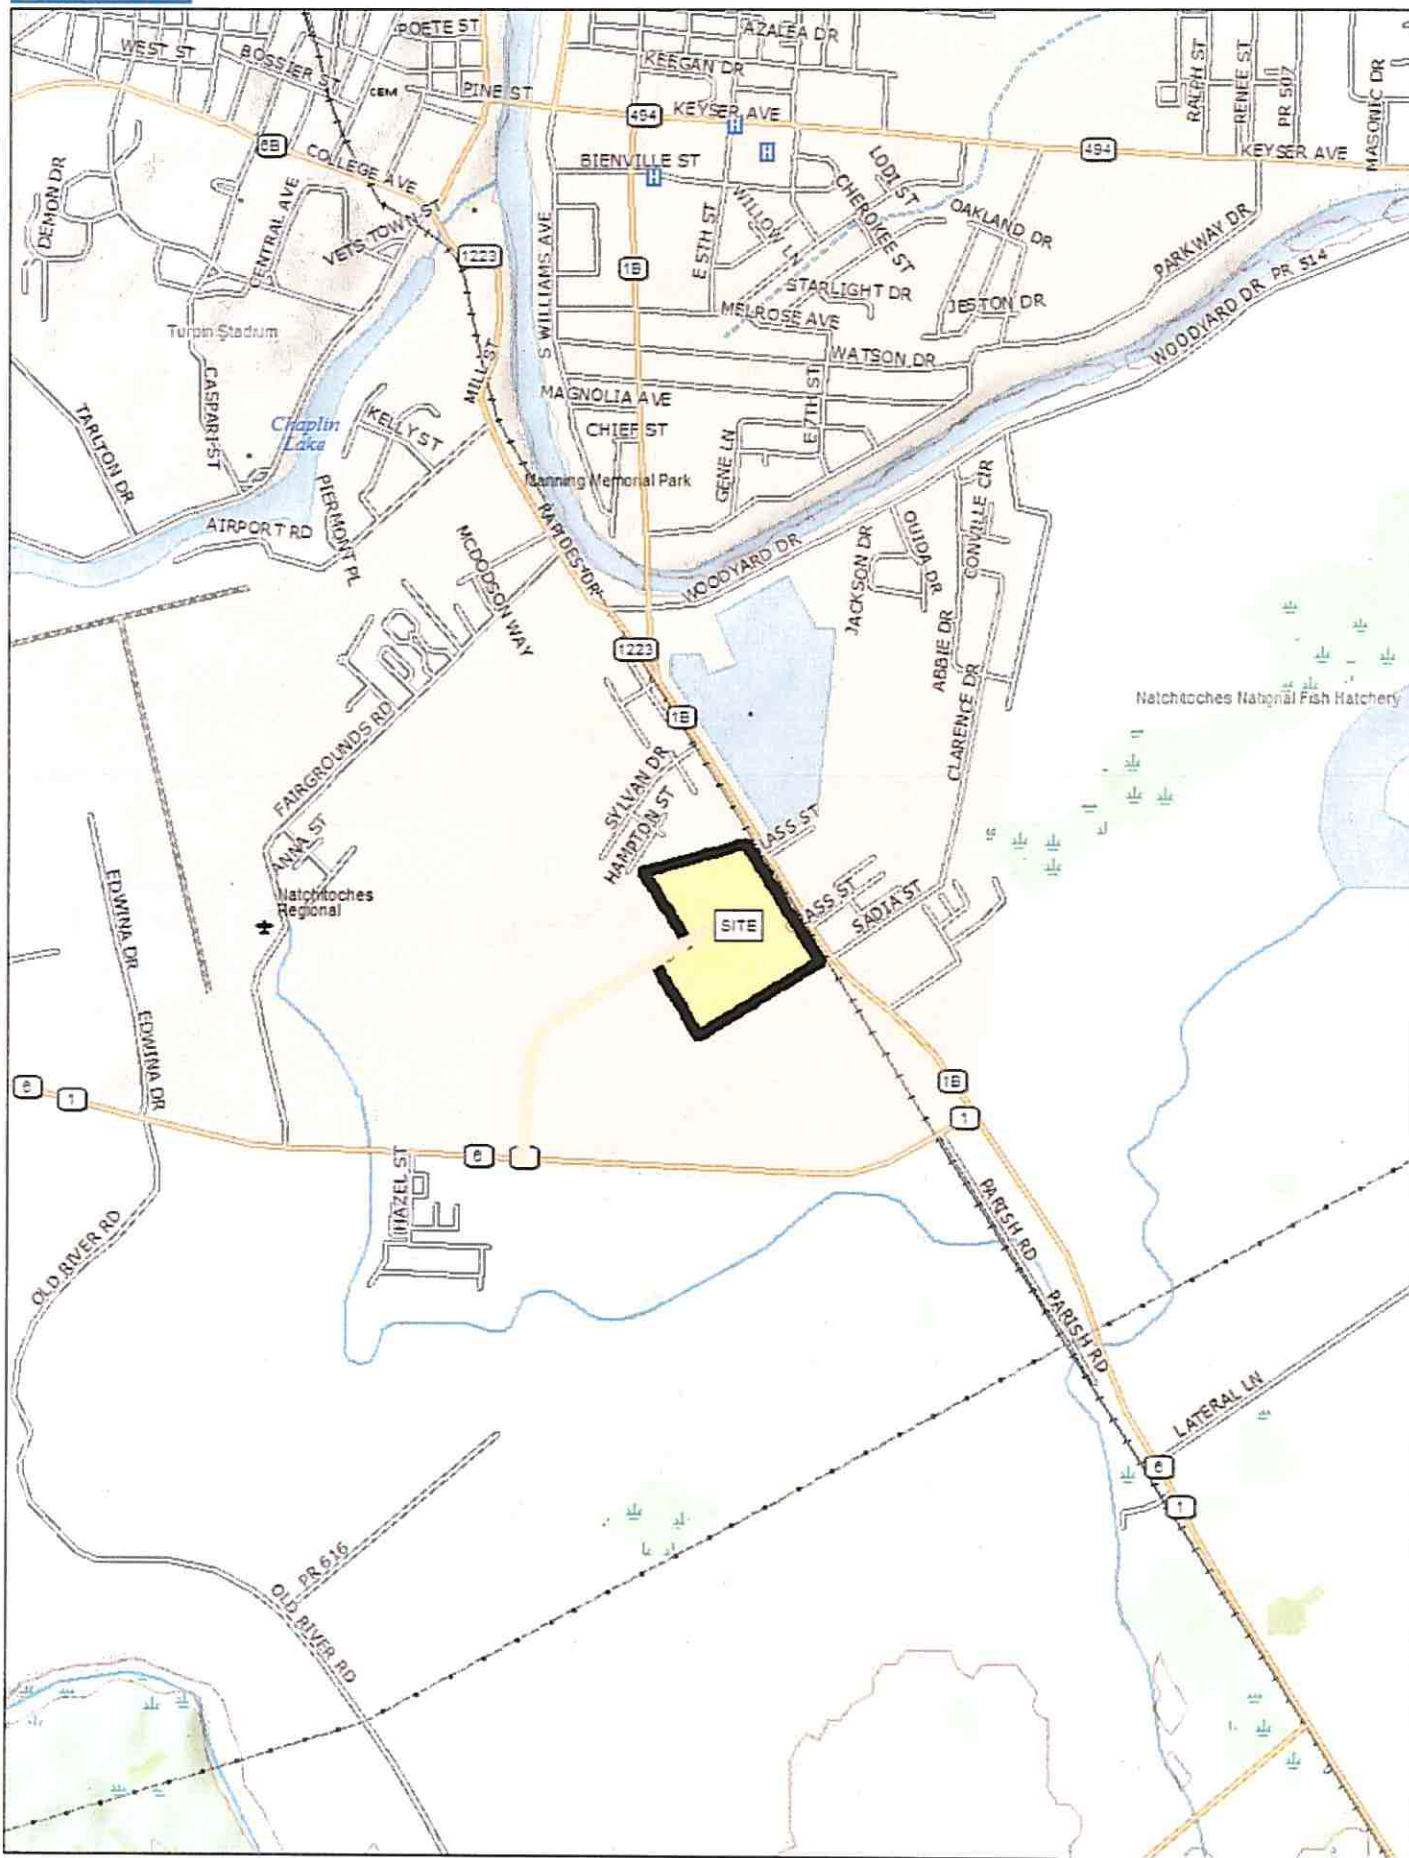 POETE ST
AZALEA DR
WEST ST
BOSSIER ST
KEEGAN DR
RALPH ST
RENEE ST
PR 507
MASONIC DR
CEM
PINE ST
494
KEYSER AVE
6B
COLLEGE AVE
BIENVILLE ST
494
KEYSER AVE
H
H
H
DEMON DR
CENTRAL AVE
VETS TOWN ST
S WILLIAMS AVE
E 5TH ST
WILLOW LN
CHEROKEE ST
LODI ST
OAKLAND DR
PARKWAY DR
1223
1B
STARLIGHT DR
JESTON DR
WOODYARD DR PR 514
Turpin Stadium
MELROSE AVE
WATSON DR
CASPARI ST
TARLTON DR
Chaplin
Lake
KELLY ST
MILL ST
MAGNOLIA AVE
CHIEF ST
GENE LN
E 7TH ST
Manning Memorial Park
AIRPORT RD
PIERMONT PL
MCDODSON WAY
RAPIDES DR
WOODYARD DR
JACKSON DR
OUIDA DR
CONVILLE CIR
ABBIE DR
CLARENCE DR
1223
Natchitoches National Fish Hatchery
1B
FAIRGROUNDS RD
SYLVAN DR
HAMPTON ST
ANNA ST
ASS ST
Natchitoches
Regional
SITE
ASS ST
SADIA ST
EDWINA DR
EDWINA DR
6
1
1B
1
6
HAZEL ST
OLD RIVER RD
PARISH RD
PARISH RD
LATERAL LN
6
1
PR 616
OLD RIVER RD